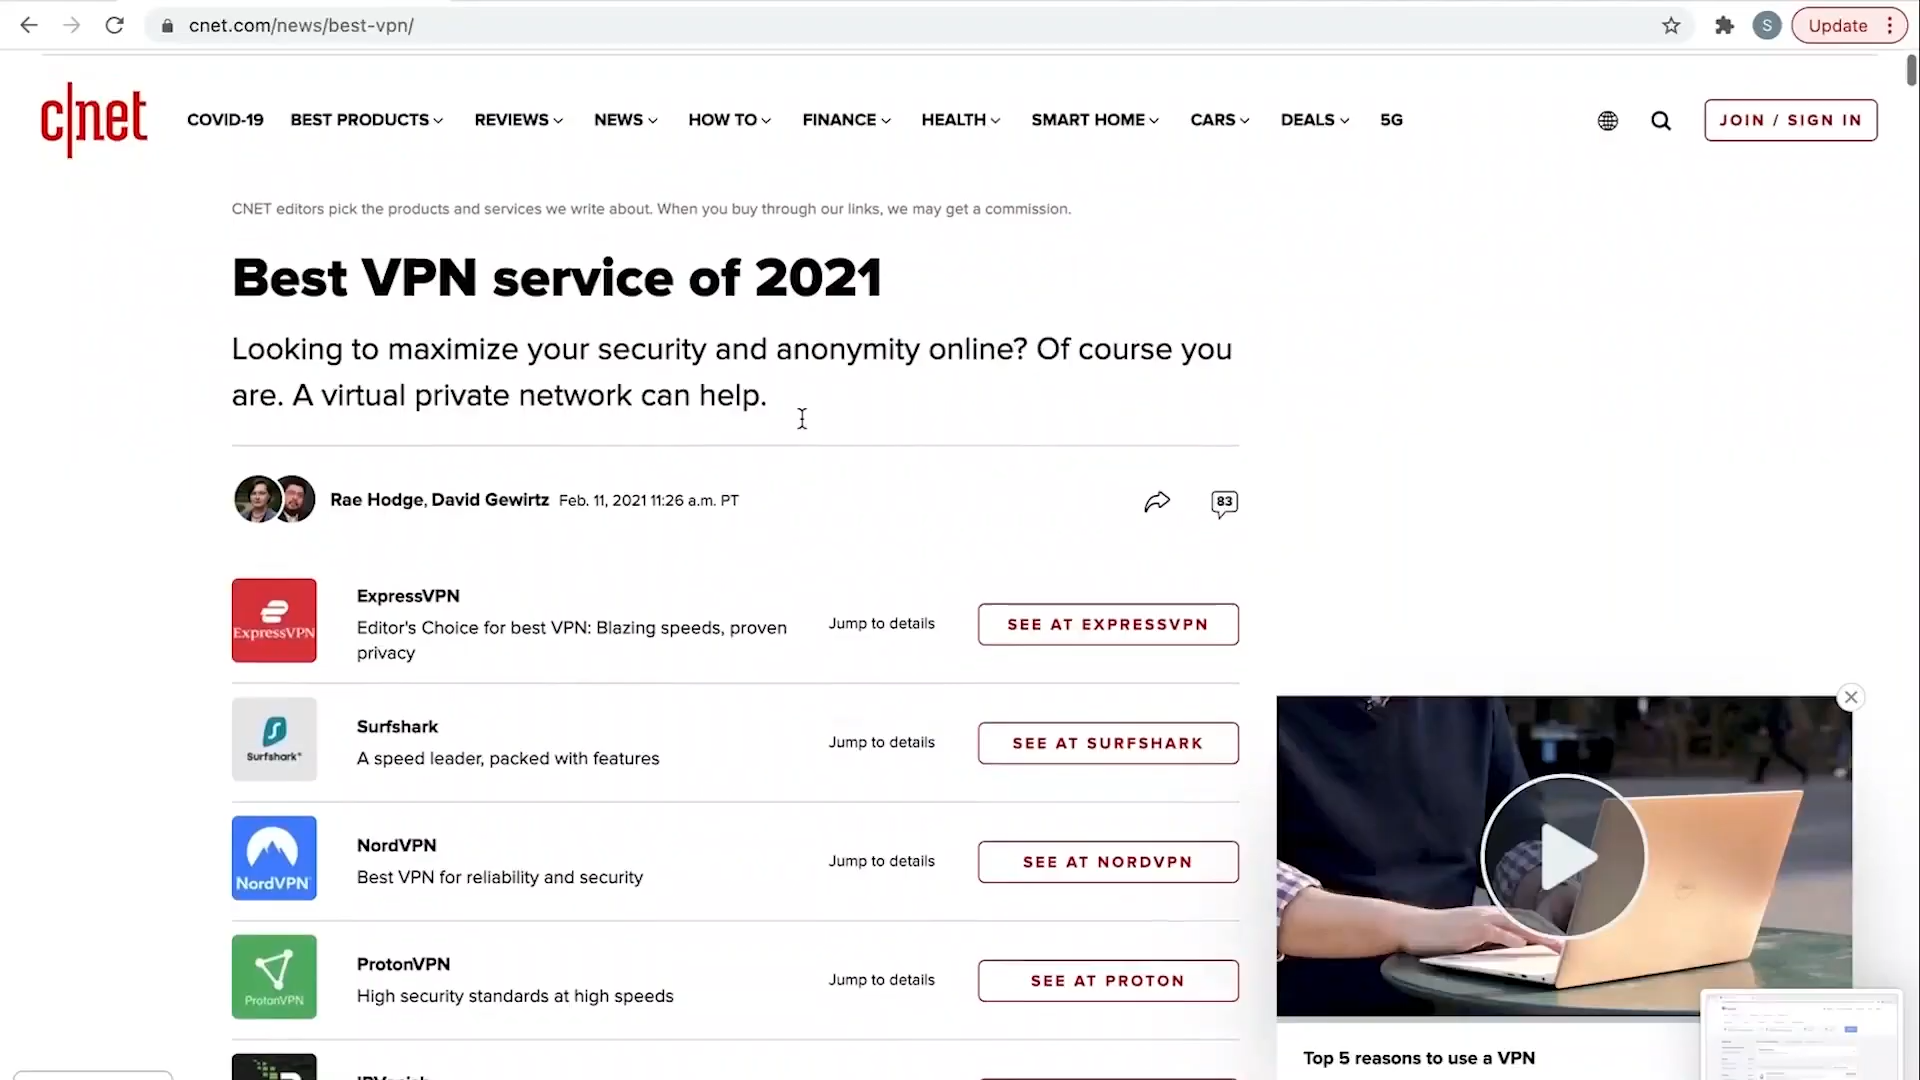 cnet.com/news/best-vpn/
S
Update
c|net
COVID-19 BEST PRODUCTS REVIEWS NEWS HOW TO FINANCE HEALTH SMART HOME CARS DEALS 5G
JOIN / SIGN IN
CNET editors pick the products and services we write about. When you buy through our links, we may get a commission.
Best VPN service of 2021
Looking to maximize your security and anonymity online? Of course you
are. A virtual private network can help.
Rae Hodge, David Gewirtz Feb. 11, 2021 11:26 a.m. PT
83
ExpressVPN
ExpressVPN
Editor's Choice for best VPN: Blazing speeds, proven
privacy
Jump to details
SEE AT EXPRESSVPN
Surfshark
Surfshark
A speed leader, packed with features
Jump to details
SEE AT SURFSHARK
NordVPN
NordVPN
Best VPN for reliability and security
Jump to details
SEE AT NORDVPN
ProtonVPN
ProtonVPN
High security standards at high speeds
Jump to details
SEE AT PROTON
Top 5 reasons to use a VPN